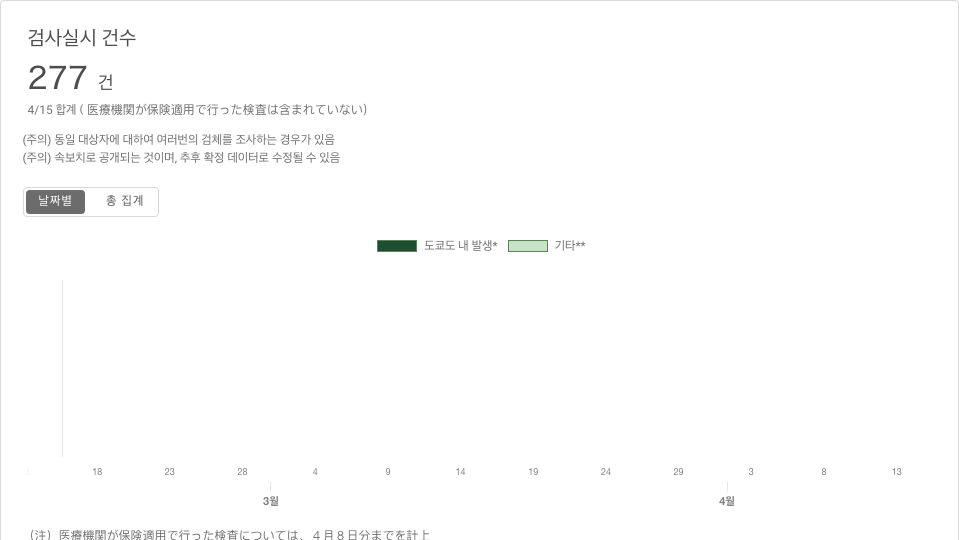 검사실시 건수
277 건
4/15 합계 ( 医療機関が保険適用で行った検査は含まれていない)
(주의) 동일 대상자에 대하여 여러번의 검체를 조사하는 경우가 있음
(주의) 속보치로 공개되는 것이며, 추후 확정 데이터로 수정될 수 있음
날짜별 총 집계
도쿄도 내 발생* 기타**
18 23 28 4 9 14 19 24 29 3 8 13
3월 4월
（注）医療機関が保険適用で行った検査については、４月８日分までを計上